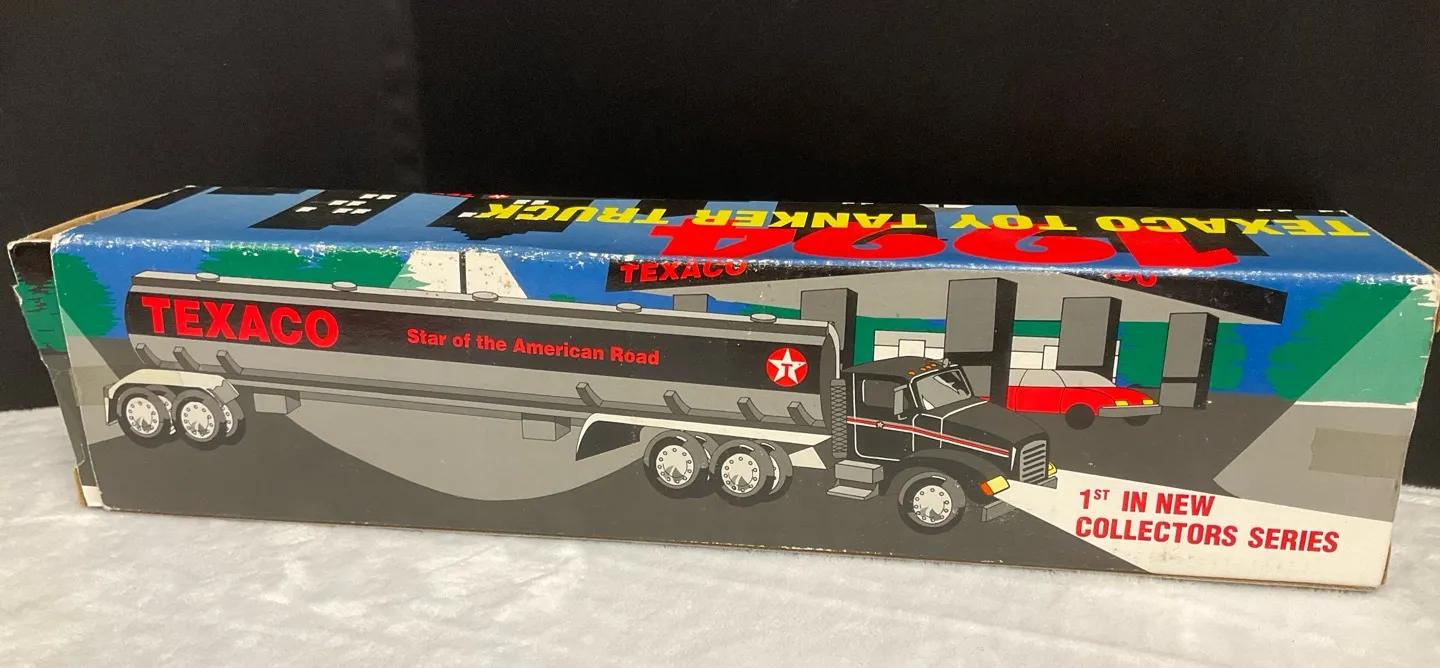 TEXACO TOY TANKER TRUCK
1994
TEXACO
TEXACO
Star of the American Road
T
1ST IN NEW
COLLECTORS SERIES